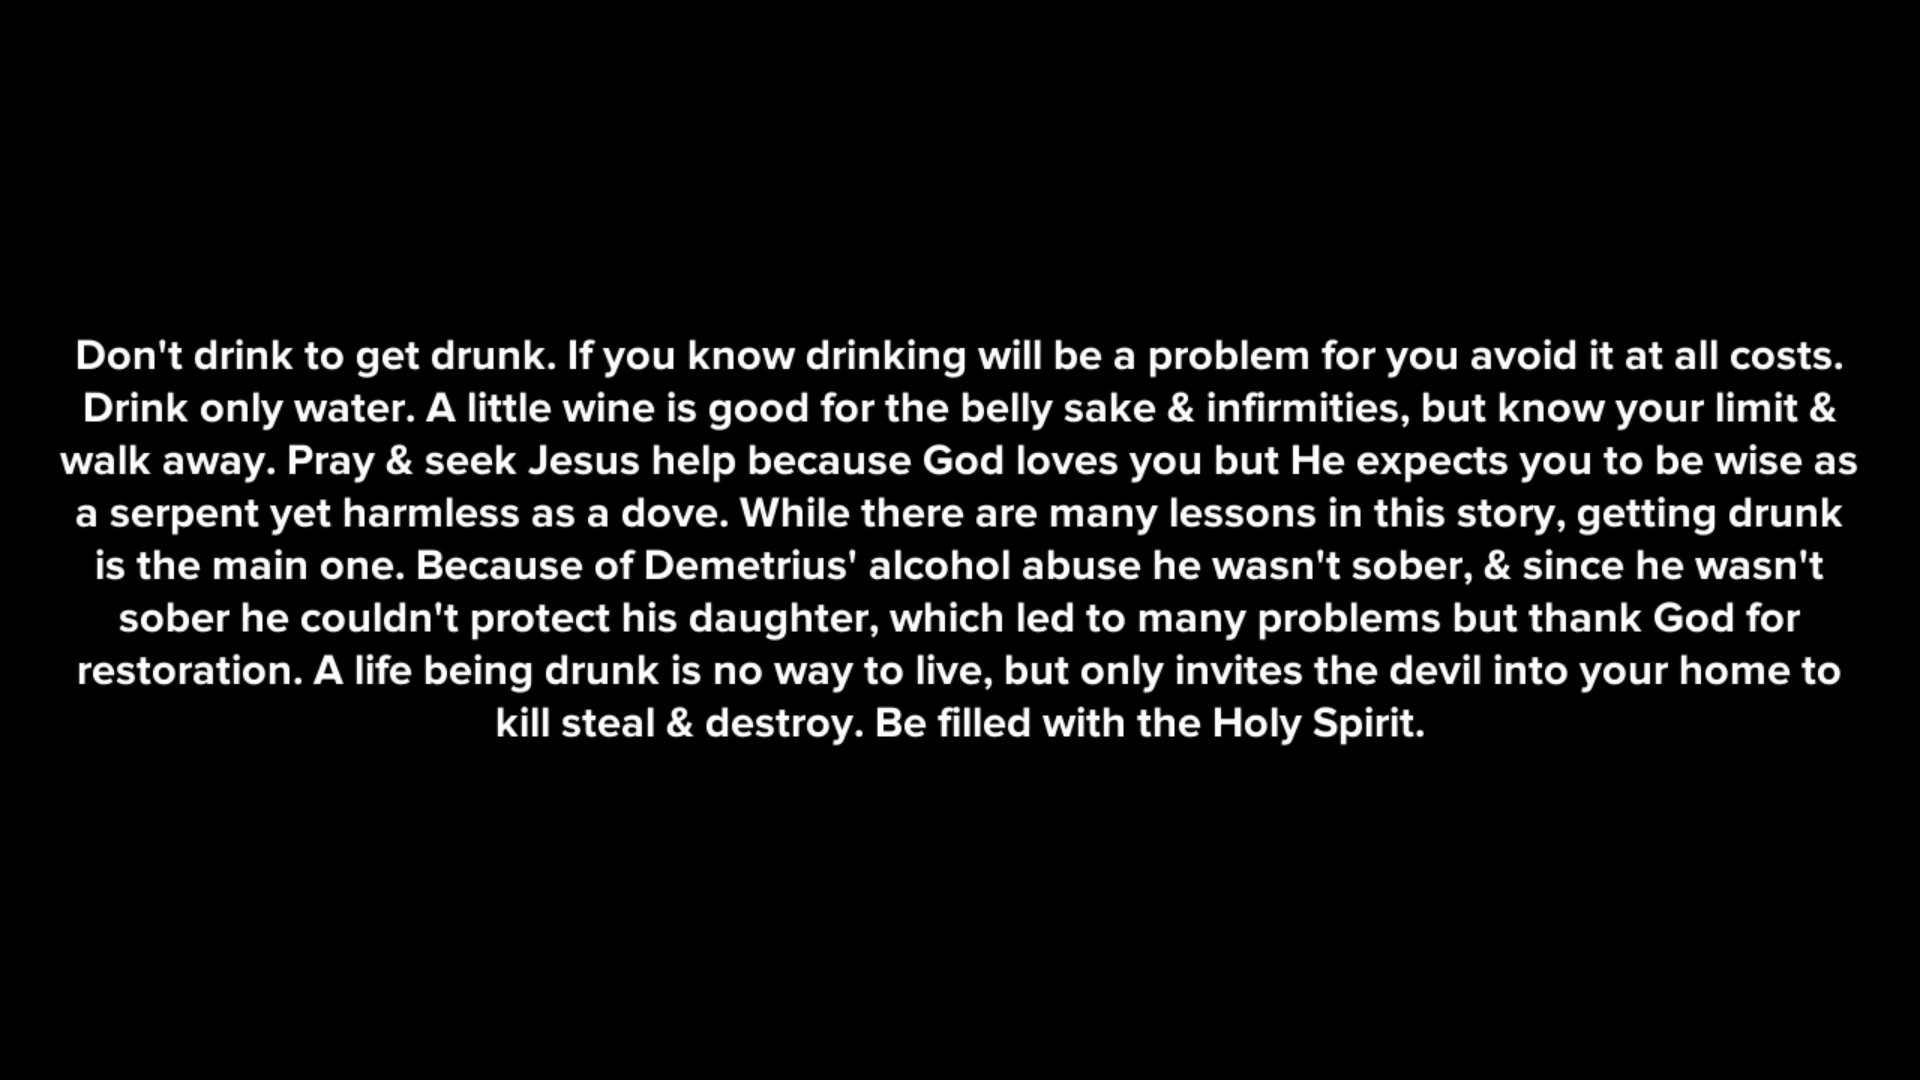 Don't drink to get drunk. If you know drinking will be a problem for you avoid it at all costs.
Drink only water. A little wine is good for the belly sake & infirmities, but know your limit &
walk away. Pray & seek Jesus help because God loves you but He expects you to be wise as
a serpent yet harmless as a dove. While there are many lessons in this story, getting drunk
is the main one. Because of Demetrius' alcohol abuse he wasn't sober, & since he wasn't
sober he couldn't protect his daughter, which led to many problems but thank God for
restoration. A life being drunk is no way to live, but only invites the devil into your home to
kill steal & destroy. Be filled with the Holy Spirit.